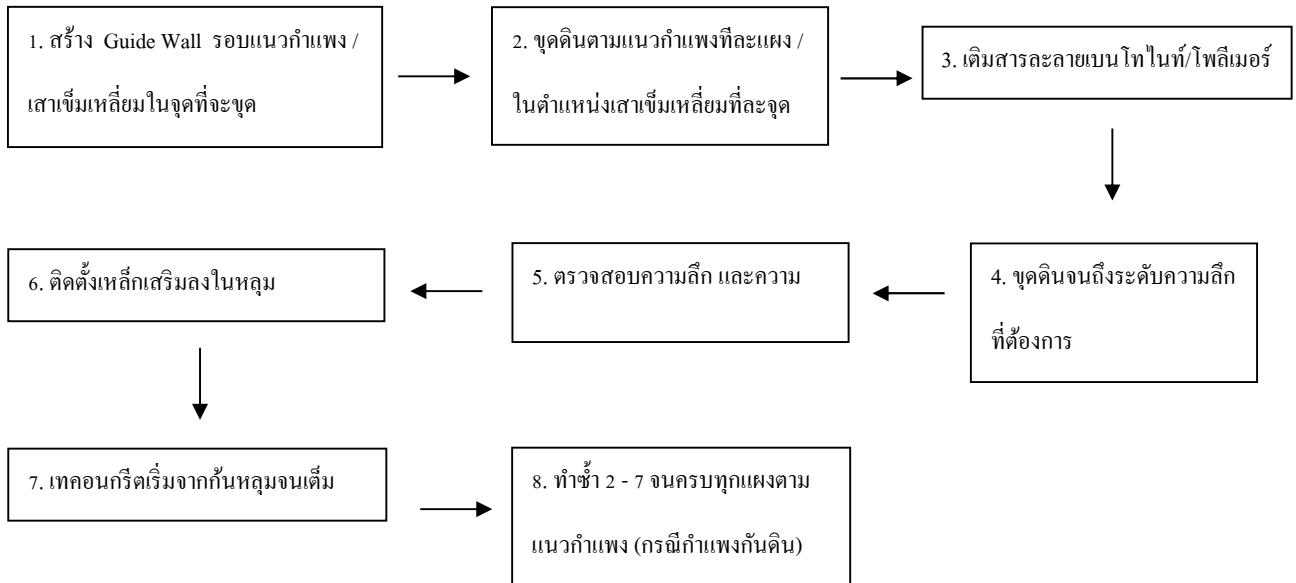 1. สร้าง Guide Wall รอบแนวกำแพง /
เสาเข็มเหลี่ยมในจุดที่จะขุด
2. ขุดดินตามแนวกำแพงทีละแผง /
ในตำแหน่งเสาเข็มเหลี่ยมที่ละจุด
3. เติมสารละลายเบนโทไนท์/โพลีเมอร์
4. ขุดดินจนถึงระดับความลึก
ที่ต้องการ
5. ตรวจสอบความลึก และความ
6. ติดตั้งเหล็กเสริมลงในหลุม
7. เทคอนกรีตเริ่มจากก้นหลุมจนเต็ม
8. ทำซ้ำ 2 - 7 จนครบทุกแผงตาม
แนวกำแพง (กรณีกำแพงกันดิน)